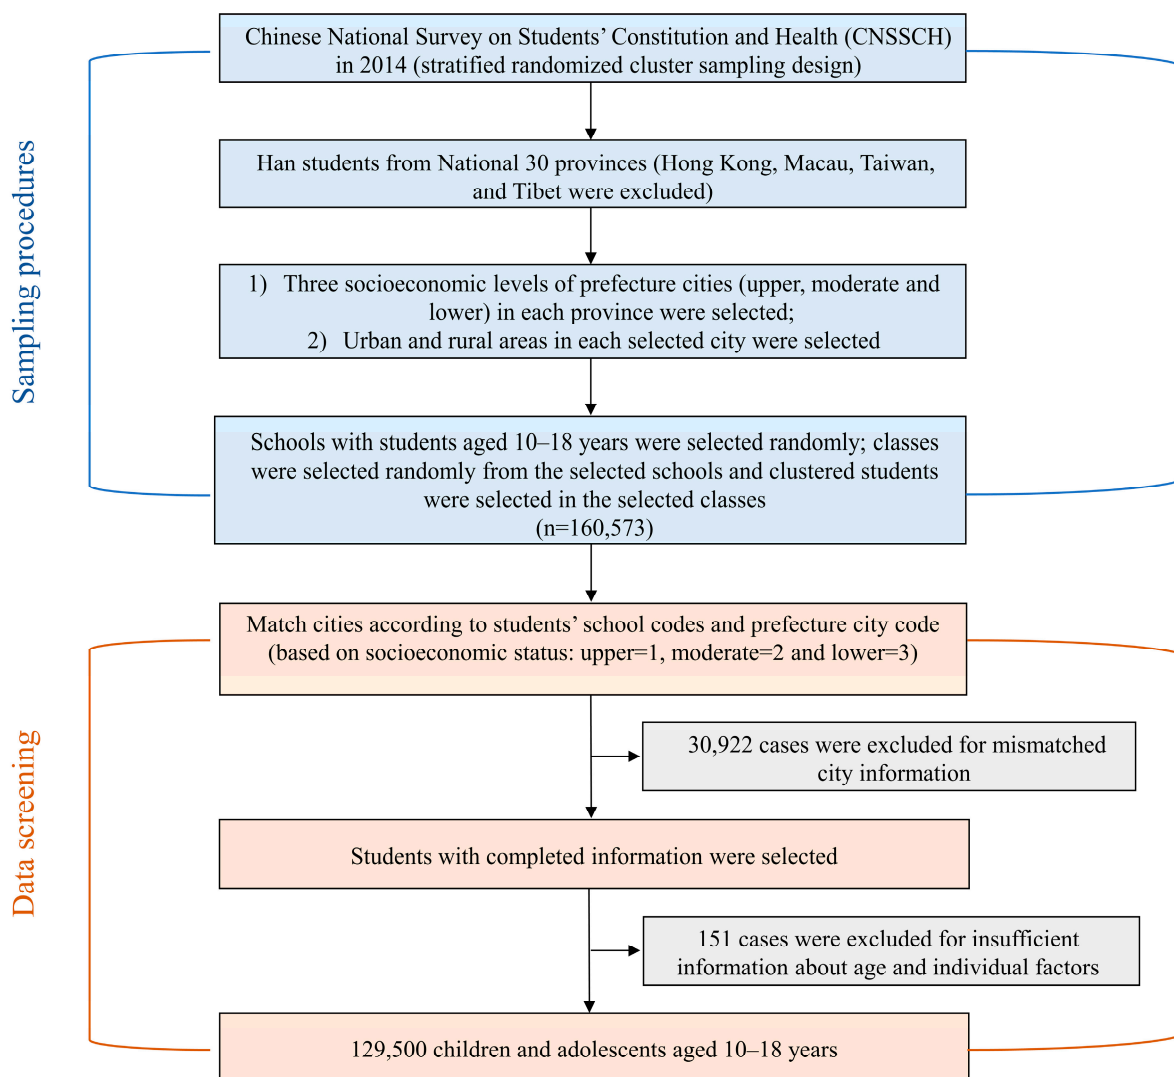 Chinese National Survey on Students’ Constitution and Health (CNSSCH)
in 2014 (stratified randomized cluster sampling design)
Sampling procedures
Han students from National 30 provinces (Hong Kong, Macau, Taiwan,
and Tibet were excluded)
1) Three socioeconomic levels of prefecture cities (upper, moderate and
lower) in each province were selected;
2) Urban and rural areas in each selected city were selected
Schools with students aged 10–18 years were selected randomly; classes
were selected randomly from the selected schools and clustered students
were selected in the selected classes
(n=160,573)
Data screening
Match cities according to students’ school codes and prefecture city code
(based on socioeconomic status: upper=1, moderate=2 and lower=3)
30,922 cases were excluded for mismatched
city information
Students with completed information were selected
151 cases were excluded for insufficient
information about age and individual factors
129,500 children and adolescents aged 10–18 years